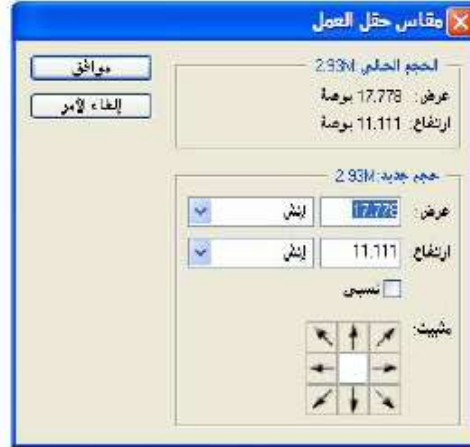 مقاس حقل العمل
الحجم الحالي: 2.93M
عرض: 17.778 بوصة
ارتفاع: 11.111 بوصة
موافق
إلغاء الأمر
حجم جديد: 2.93M
عرض: 17.778 إنش
ارتفاع: 11.111 إنش
نسبي
مثبت: